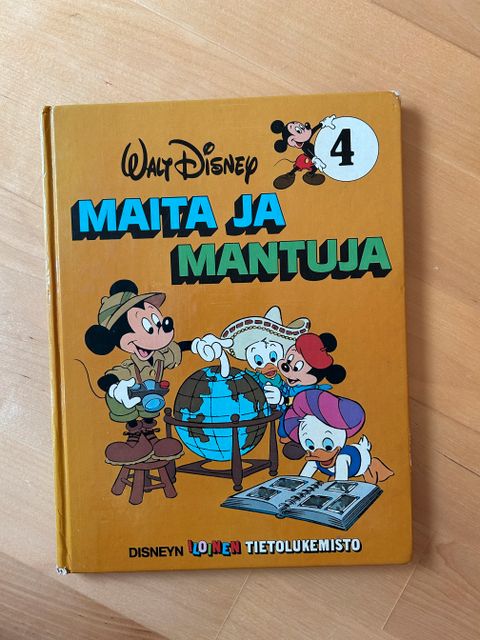 WALT DISNEY
4
MAITA JA
MANTUJA
DISNEYN ILOINEN TIETOLUKEMISTO